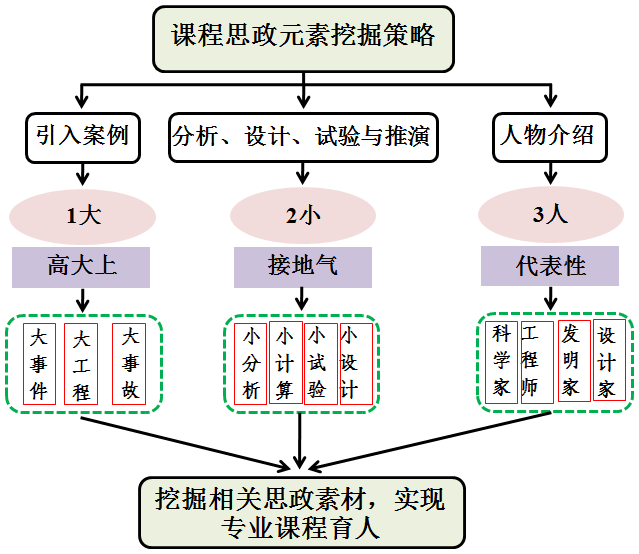 课程思政元素挖掘策略
引入案例
分析、设计、试验与推演
人物介绍
1大
2小
3人
高大上
接地气
代表性
大事件
大工程
大事故
小分析
小计算
小试验
小设计
科学家
工程师
发明家
设计家
挖掘相关思政素材，实现
专业课程育人